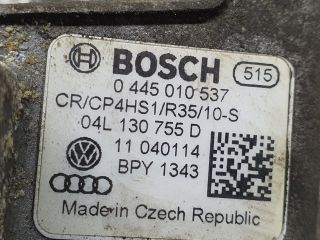 BOSCH 515
0 445 010 537
CR/CP4HS1/R35/10-S
04L 130 755 D
11 040114
BPY 1343
Made in Czech Republic